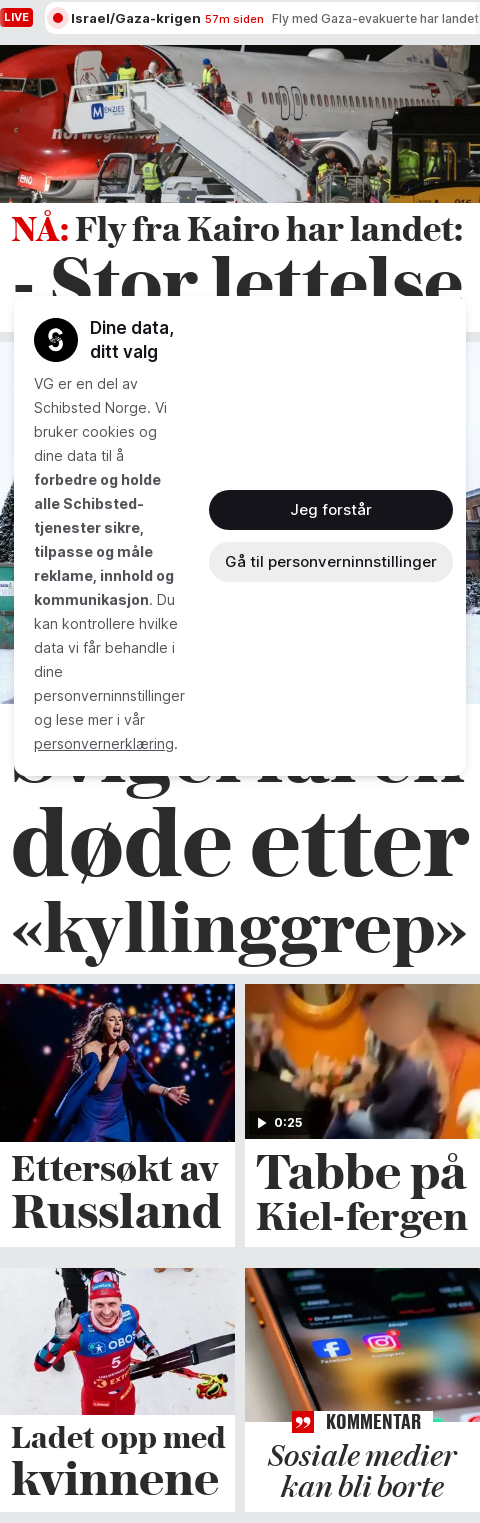 LIVE
Israel/Gaza-krigen 57m siden Fly med Gaza-evakuerte har landet
MENZIES
norwegian
NÅ: Fly fra Kairo har landet:
- Stor lettelse
Dine data,
ditt valg
VG er en del av
Schibsted Norge. Vi
bruker cookies og
dine data til å
forbedre og holde
alle Schibsted-
tjenester sikre,
tilpasse og måle
reklame, innhold og
kommunikasjon. Du
kan kontrollere hvilke
data vi får behandle i
dine
personverninnstillinger
og lese mer i vår
personvernerklæring.
Jeg forstår
Gå til personverninnstillinger
døde etter
«kyllinggrep»
0:25
Ettersøkt av
Russland
Tabbe på
Kiel-fergen
OBOS
5
Facebook
Instagram
Ladet opp med
kvinnene
KOMMENTAR
Sosiale medier
kan bli borte